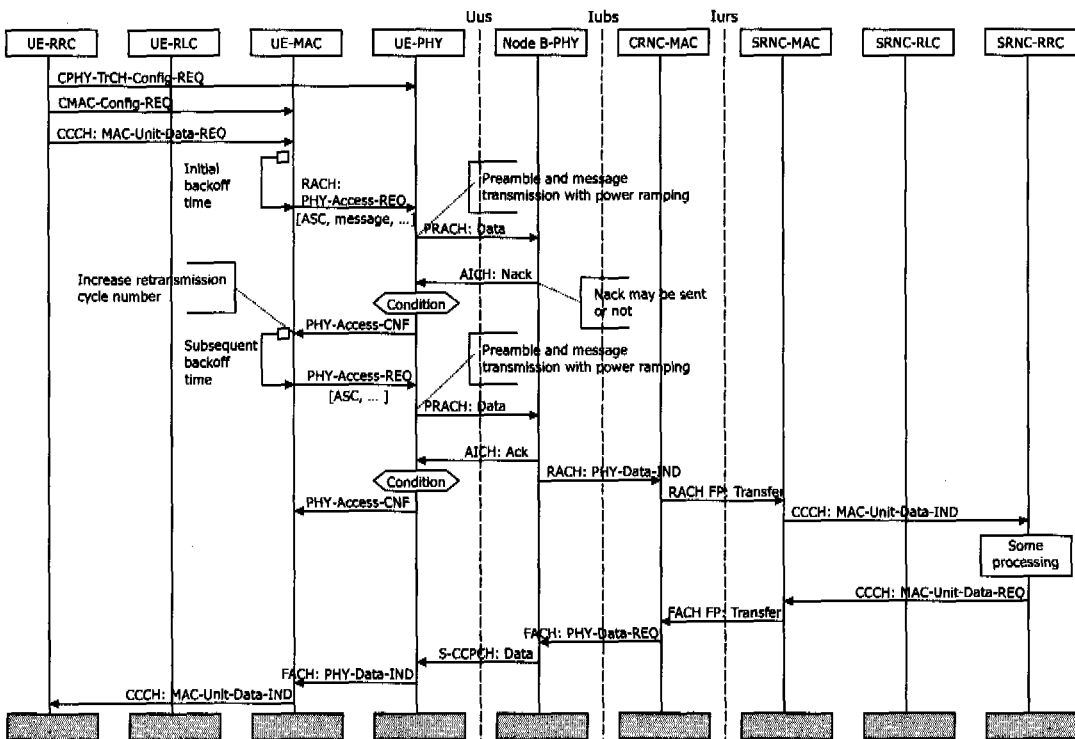 Uus
Iubs
Iurs
UE-RRC
UE-RLC
UE-MAC
UE-PHY
Node B-PHY
CRNC-MAC
SRNC-MAC
SRNC-RLC
SRNC-RRC
CPHY-TrCH-Config-REQ
CMAC-Config-REQ
CCCH: MAC-Unit-Data-REQ
Initial
backoff
time
RACH:
PHY-Access-REQ
[ASC, message, ...]
Preamble and message
transmission with power ramping
PRACH: Data
Increase retransmission
cycle number
AICH: Nack
Nack may be sent
or not
Condition
PHY-Access-CNF
Subsequent
backoff
time
Preamble and message
transmission with power ramping
PHY-Access-REQ
[ASC, ... ]
PRACH: Data
AICH: Ack
RACH: PHY-Data-IND
Condition
RACH FP: Transfer
PHY-Access-CNF
CCCH: MAC-Unit-Data-IND
Some
processing
CCCH: MAC-Unit-Data-REQ
FACH FP: Transfer
FACH: PHY-Data-REQ
S-CCPCH: Data
FACH: PHY-Data-IND
CCCH: MAC-Unit-Data-IND